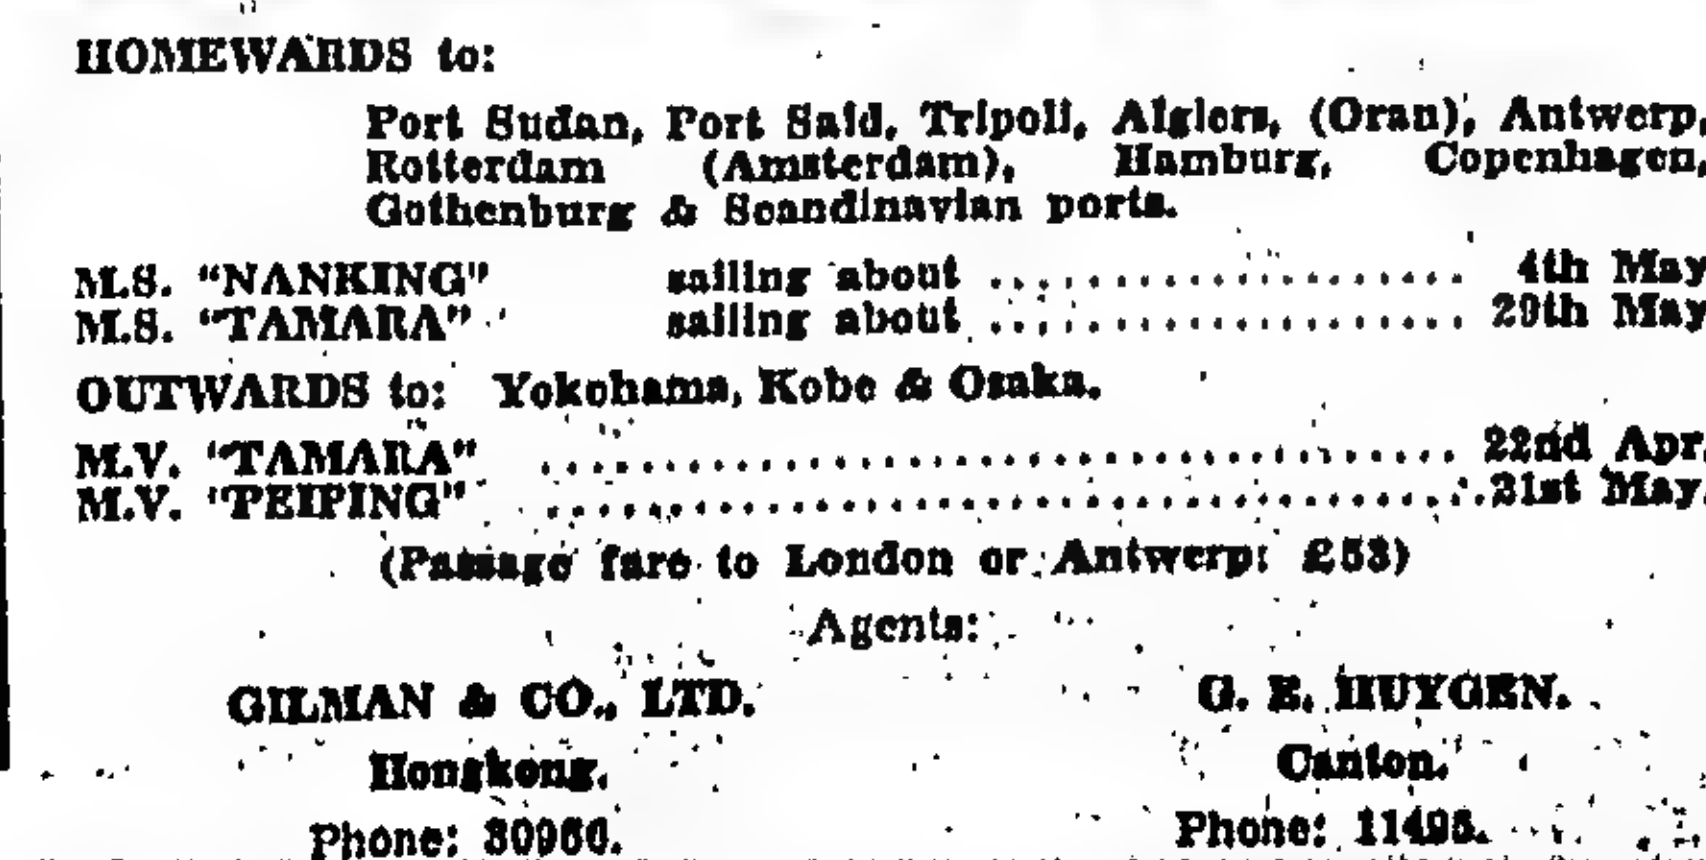 HOMEWARDS to:
Port Sudan, Port Said, Tripoli, Algiers, (Oran), Antwerp,
Rotterdam (Amsterdam), Hamburg, Copenhagen,
Gothenburg & Scandinavian ports.
M.S. "NANKING" sailing about .................... 4th May
M.S. "TAMARA" sailing about .................... 29th May
OUTWARDS to: Yokohama, Kobe & Osaka.
M.V. "TAMARA" ........................................ 22nd Apr.
M.V. "PEIPING" ........................................ 21st May.
(Passage fare to London or Antwerp: £53)
Agents:
GILMAN & CO., LTD. G. E. HUYGEN.
Hongkong. Canton.
Phone: Phone: